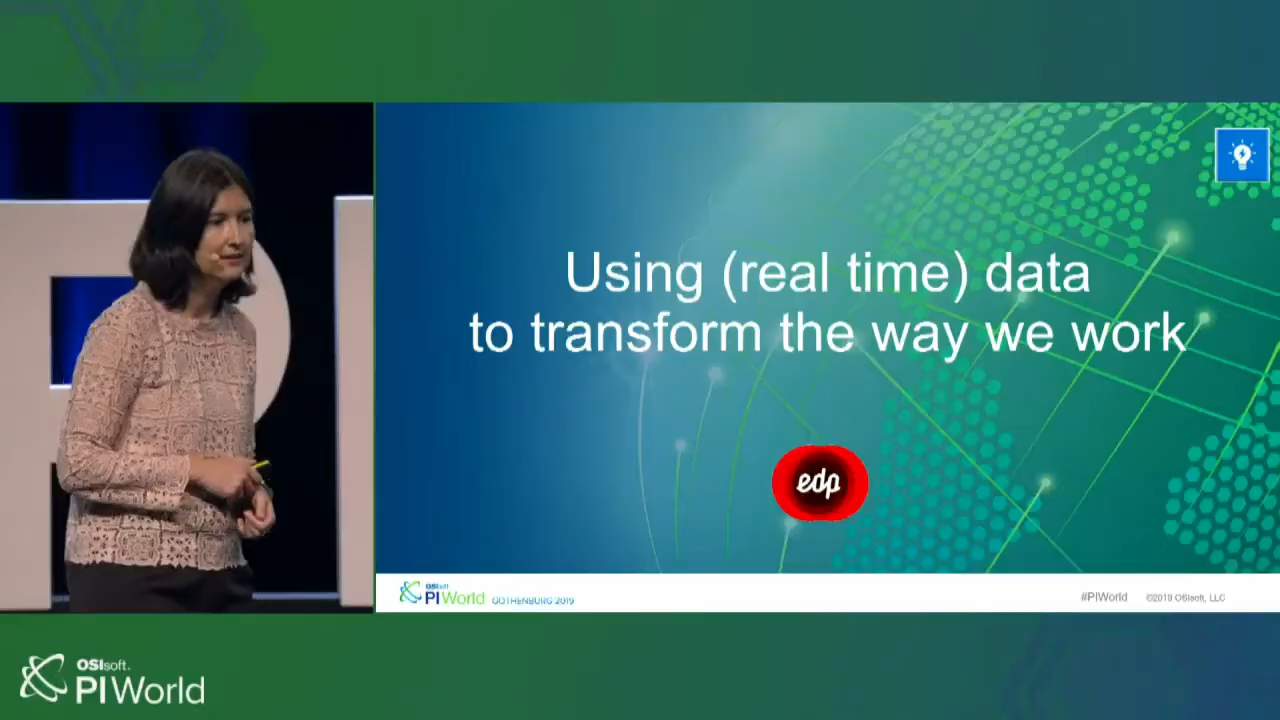 Using (real time) data
to transform the way we work
edp
OSIsoft.
PI World GOTHENBURG 2019
#PIWorld ©2019 OSIsoft, LLC
OSIsoft.
PI World